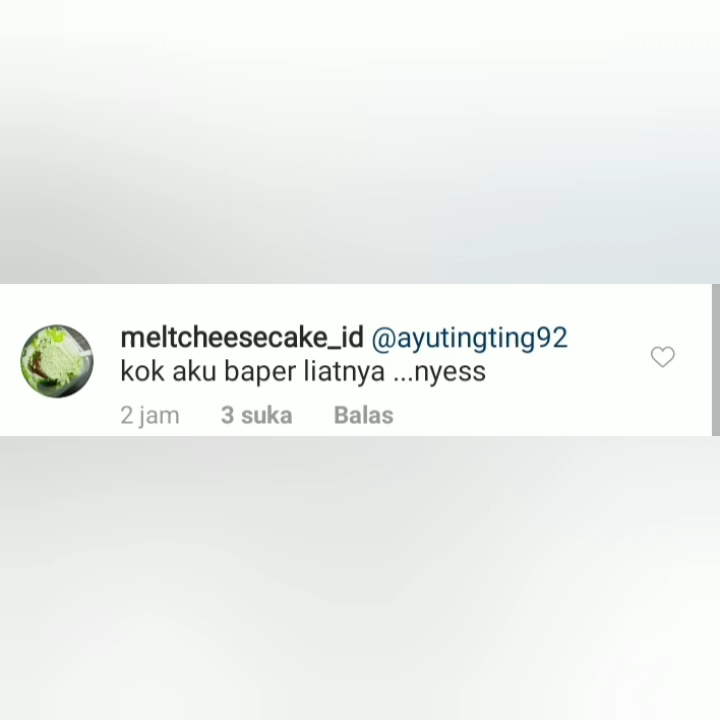 meltcheesecake_id @ayutingting92
kok aku baper liatnya ...nyess
2 jam 3 suka Balas